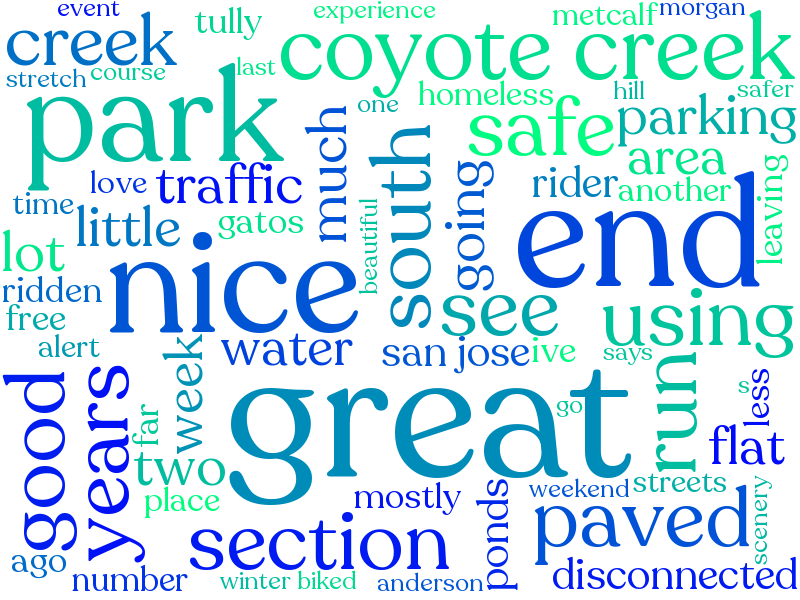 event
experience
metcalf
morgan
creek
tully
coyote creek
stretch
course
last
park
one
homeless
hill
safer
safe
parking
much
south
area
love
traffic
rider
another
leaving
time
little
gatos
beautiful
going
end
lot
nice
ridden
free
see
using
alert
week
water
san jose
ive
says
good
years
great
run
s
less
far
go
flat
two
place
mostly
ponds
weekend
streets
scenery
section
paved
ago
number
winter biked
anderson
disconnected